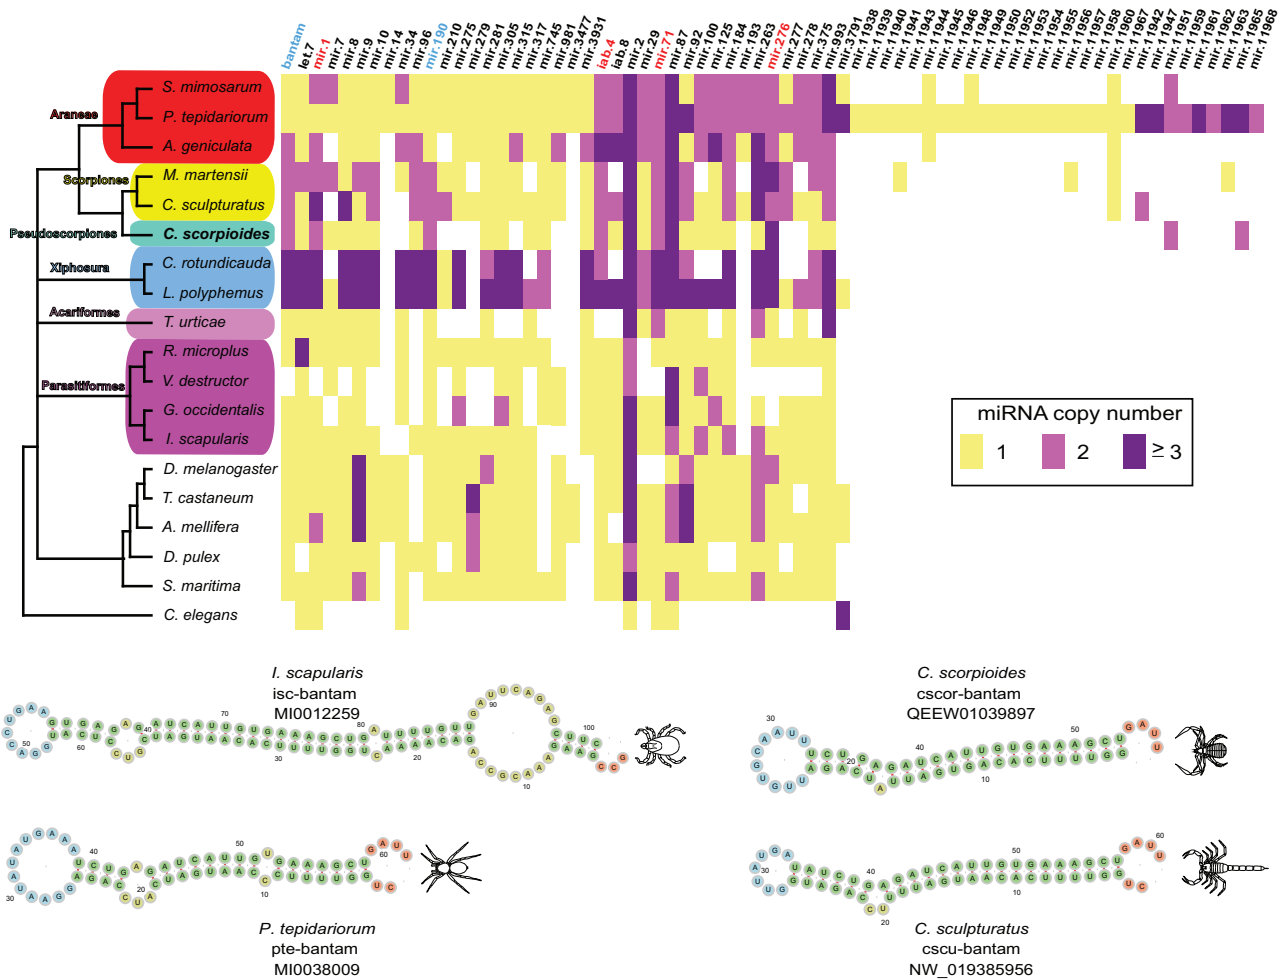 bantam
let.7
mir.1
mir.7
mir.8
mir.9
mir.10
mir.14
mir.34
mir.96
mir.190
mir.210
mir.275
mir.279
mir.281
mir.305
mir.315
mir.317
mir.745
mir.981
mir.3477
mir.3931
iab.4
iab.8
mir.2
mir.29
mir.71
mir.87
mir.92
mir.100
mir.125
mir.184
mir.193
mir.263
mir.276
mir.277
mir.278
mir.375
mir.993
mir.3791
mir.11938
mir.11939
mir.11940
mir.11941
mir.11943
mir.11944
mir.11945
mir.11946
mir.11948
mir.11949
mir.11950
mir.11952
mir.11953
mir.11954
mir.11955
mir.11956
mir.11957
mir.11958
mir.11960
mir.11967
mir.11942
mir.11947
mir.11951
mir.11959
mir.11961
mir.11962
mir.11963
mir.11965
mir.11968
Araneae
S. mimosarum
P. tepidariorum
A. geniculata
Scorpiones
M. martensii
C. sculpturatus
Pseudoscorpiones
C. scorpioides
Xiphosura
C. rotundicauda
L. polyphemus
Acariformes
T. urticae
Parasitiformes
R. microplus
V. destructor
G. occidentalis
I. scapularis
D. melanogaster
T. castaneum
A. mellifera
D. pulex
S. maritima
C. elegans
miRNA copy number
1 2 ≥ 3
I. scapularis
isc-bantam
MI0012259
C. scorpioides
cscor-bantam
QEEW01039897
P. tepidariorum
pte-bantam
MI0038009
C. sculpturatus
cscu-bantam
NW_019385956